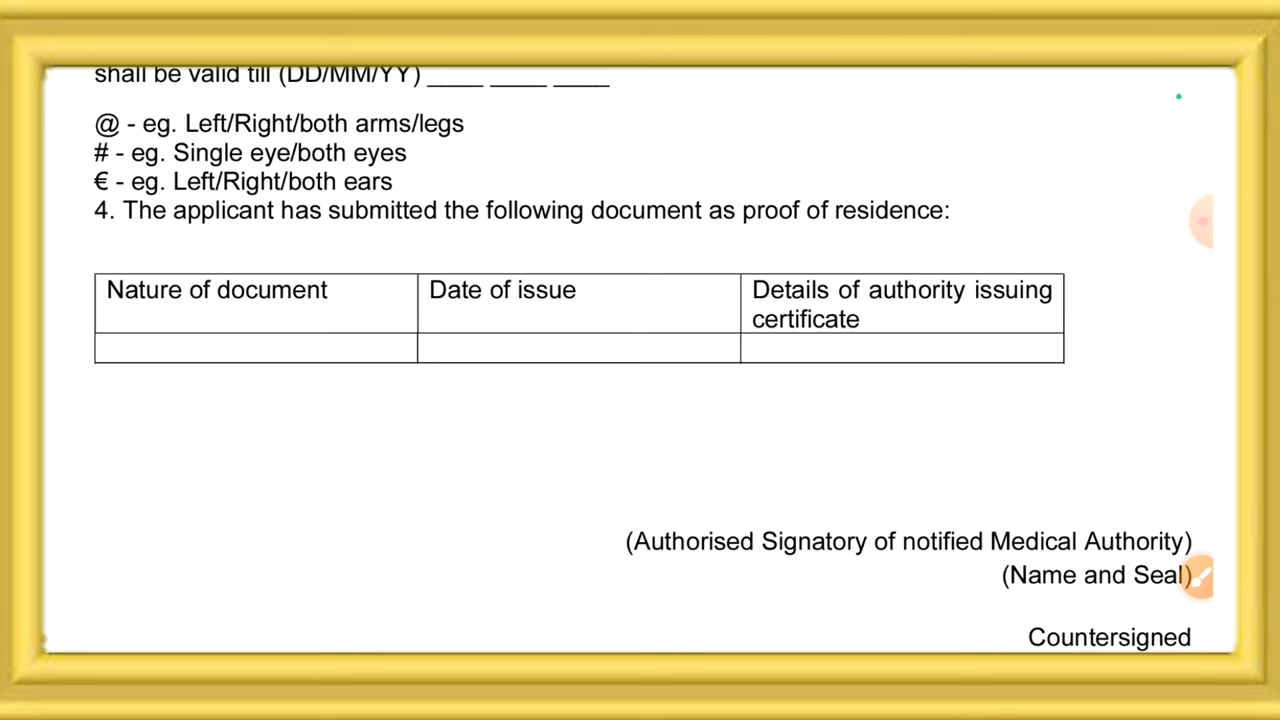 shall be valid till (DD/MM/YY) ____ ____ ____
@ - eg. Left/Right/both arms/legs
# - eg. Single eye/both eyes
€ - eg. Left/Right/both ears
4. The applicant has submitted the following document as proof of residence:
Nature of document Date of issue Details of authority issuing
certificate
(Authorised Signatory of notified Medical Authority)
(Name and Seal)
Countersigned